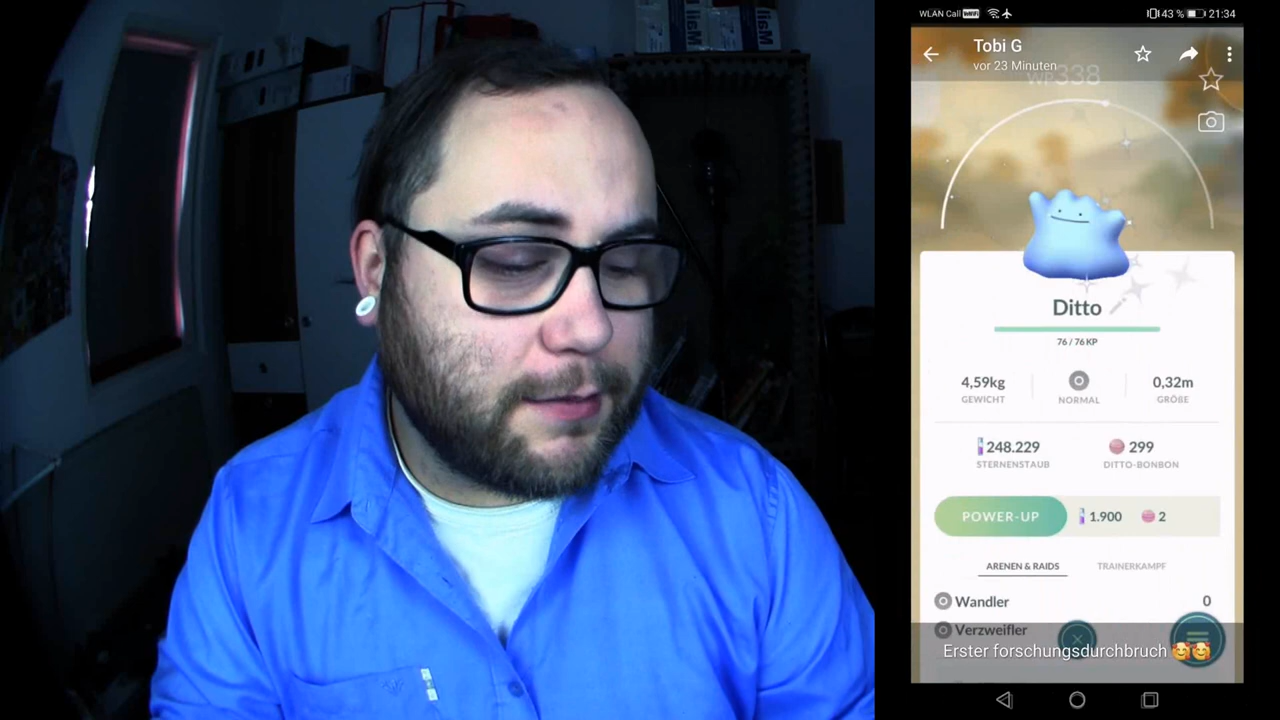 WLAN Call VoWiFi
43 % 21:34
Tobi G
vor 23 Minuten
WP338
Ditto
76 / 76 KP
4,59kg
GEWICHT
NORMAL
0,32m
GRÖßE
248.229
STERNENSTAUB
299
DITTO-BONBON
POWER-UP 1.900 2
ARENEN & RAIDS TRAINERKAMPF
Wandler 0
Verzweifler
Erster forschungsdurchbruch 🥰🥰